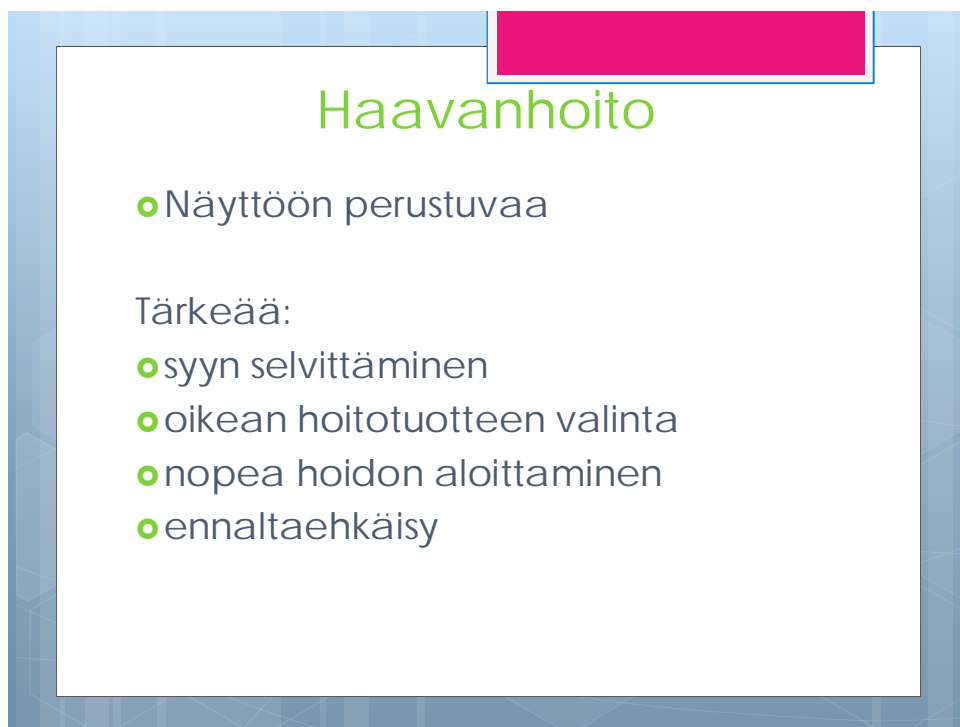 Haavanhoito
Näyttöön perustuvaa
Tärkeää:
syyn selvittäminen
oikean hoitotuotteen valinta
nopea hoidon aloittaminen
ennaltaehkäisy